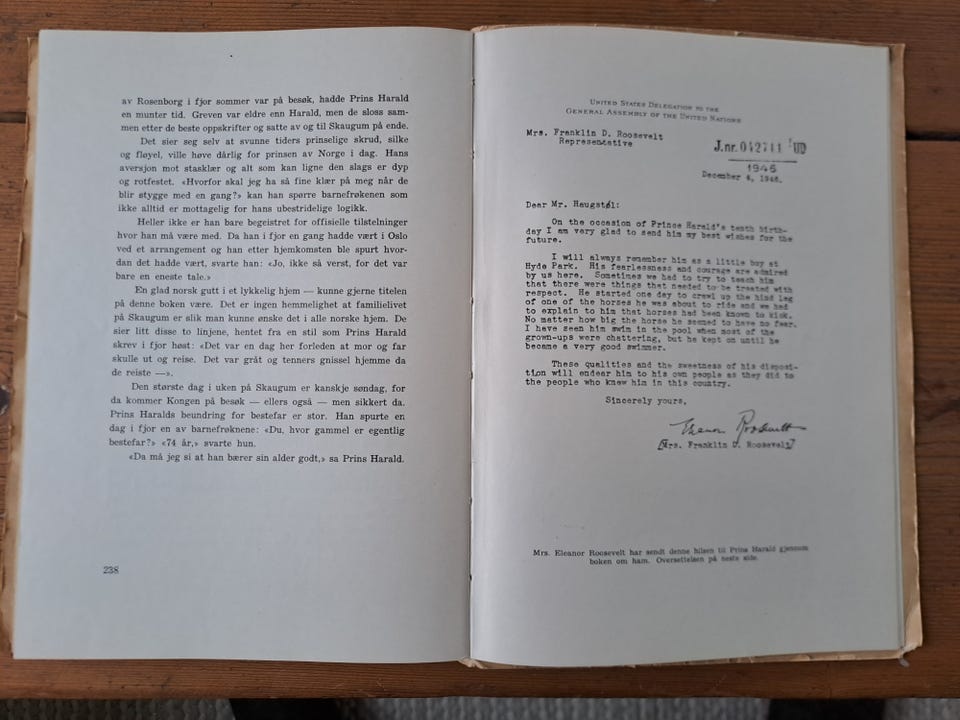 av Rosenborg i fjor sommer var på besøk, hadde Prins Harald
en munter tid. Greven var eldre enn Harald, men de sloss sam-
men etter de beste oppskrifter og satte av og til Skaugum på ende.
Det sier seg selv at svunne tiders prinselige skrud, silke
og fløyel, ville høve dårlig for prinsen av Norge i dag. Hans
aversjon mot stasklær og alt som kan ligne den slags er dyp
og rotfestet. «Hvorfor skal jeg ha så fine klær på meg når de
blir stygge med en gang?» kan han spørre barnefrøkenen som
ikke alltid er mottagelig for hans ubestridelige logikk.
Heller ikke er han bare begeistret for offisielle tilstelninger
hvor han må være med. Da han i fjor en gang hadde vært i Oslo
ved et arrangement og han etter hjemkomsten ble spurt hvor-
dan det hadde vært, svarte han: «Jo, ikke så verst, for det var
bare en eneste tale.»
En glad norsk gutt i et lykkelig hjem — kunne gjerne titelen
på denne boken være. Det er ingen hemmelighet at familielivet
på Skaugum er slik man kunne ønske det i alle norske hjem. De
sier litt disse to linjene, hentet fra en stil som Prins Harald
skrev i fjor høst: «Det var en dag her forleden at mor og far
skulle ut og reise. Det var gråt og tenners gnissel hjemme da
de reiste —».
Den største dag i uken på Skaugum er kanskje søndag, for
da kommer Kongen på besøk — ellers også — men sikkert da.
Prins Haralds beundring for bestefar er stor. Han spurte en
dag i fjor en av barnefrøknene: «Du, hvor gammel er egentlig
bestefar?» «74 år,» svarte hun.
«Da må jeg si at han bærer sin alder godt,» sa Prins Harald.
238
UNITED STATES DELEGATION TO THE
GENERAL ASSEMBLY OF THE UNITED NATIONS
Mrs. Franklin D. Roosevelt
Representative
J.nr. 042711 UD
1946
December 4, 1946.
Dear Mr. Haugstøl:
On the occasion of Prince Harald's tenth birth-
day I am very glad to send him my best wishes for the
future.
I will always remember him as a little boy at
Hyde Park. His fearlessness and courage are admired
by us here. Sometimes we had to try to teach him
that there were things that needed to be treated with
respect. He started one day to crawl up the hind leg
of one of the horses he was about to ride and we had
to explain to him that horses had been known to kick.
No matter how big the horse he seemed to have no fear.
I have seen him swim in the pool when most of the
grown-ups were chattering, but he kept on until he
became a very good swimmer.
These qualities and the sweetness of his disposi-
tion will endear him to his own people as they did to
the people who knew him in this country.
Sincerely yours,
Eleanor Roosevelt
[Mrs. Franklin D. Roosevelt]
Mrs. Eleanor Roosevelt har sendt denne hilsen til Prins Harald gjennom
boken om ham. Oversettelsen på neste side.